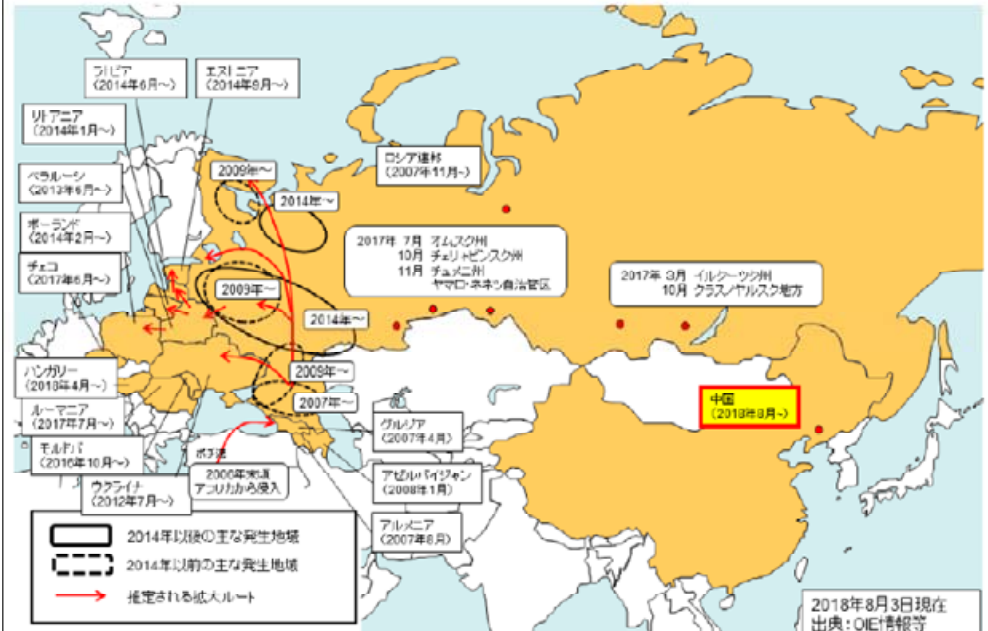 ラトビア
（2014年6月～）
エストニア
（2014年9月～）
リトアニア
（2014年1月～）
ベラルーシ
（2013年6月～）
ポーランド
（2014年2月～）
チェコ
（2017年6月～）
ハンガリー
（2018年4月～）
ルーマニア
（2017年7月～）
モルドバ
（2016年10月～）
ウクライナ
（2012年7月～）
2009年～
2014年～
2009年～
2014年～
2008年～
2007年～
ロシア連邦
（2007年11月～）
2017年 7月 オムスク州
10月 チェリャビンスク州
11月 チュメニ州
ヤマロ・ネネツ自治管区
2017年 3月 イルクーツク州
10月 クラスノヤルスク地方
中国
（2018年8月～）
グルジア
（2007年4月）
アゼルバイジャン
（2008年1月）
アルメニア
（2007年8月）
2006年末頃
アフリカから侵入
2014年以後の主な発生地域
2014年以前の主な発生地域
推定される拡大ルート
2018年8月3日現在
出典：OIE情報等